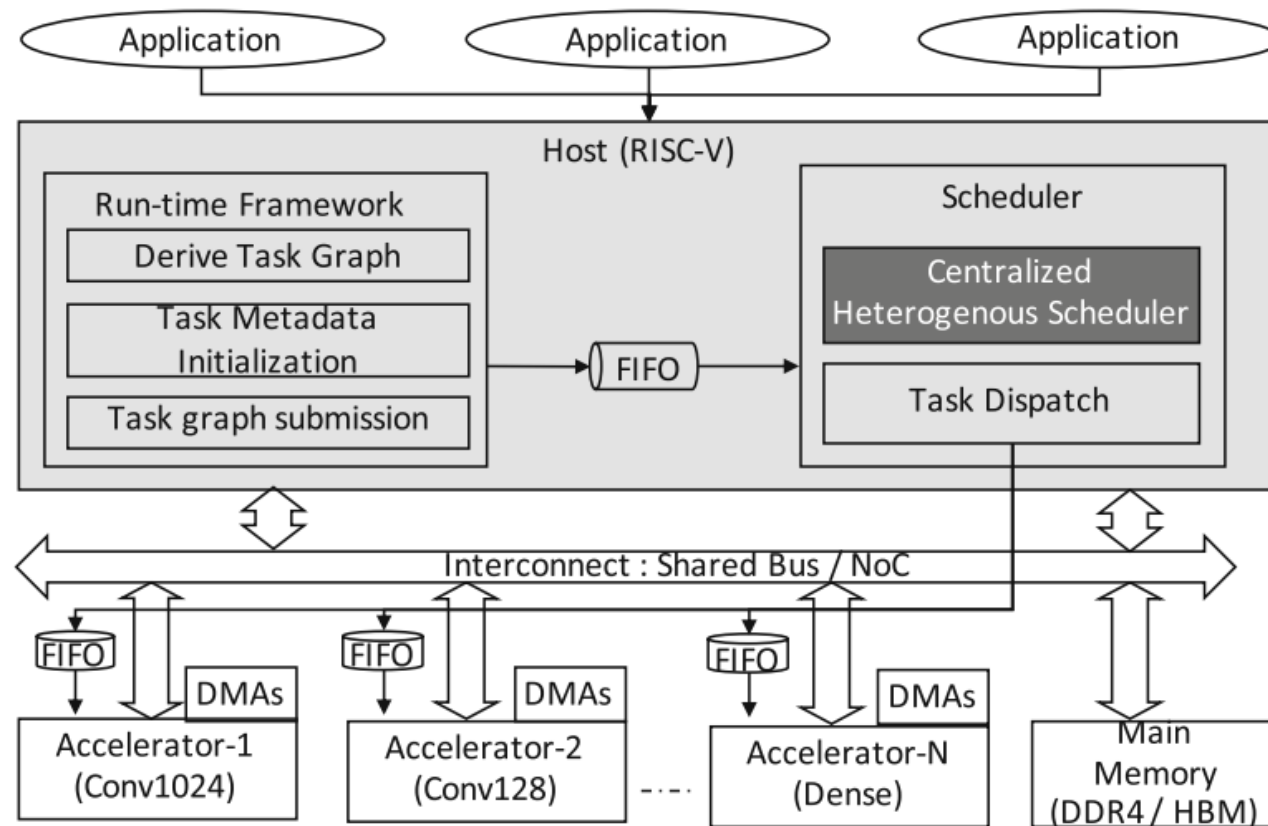 Application
Application
Application
Host (RISC-V)
Run-time Framework
Derive Task Graph
Task Metadata
Initialization
Task graph submission
FIFO
Scheduler
Centralized
Heterogenous Scheduler
Task Dispatch
Interconnect : Shared Bus / NoC
FIFO
FIFO
FIFO
DMAs
DMAs
DMAs
Accelerator-1
(Conv1024)
Accelerator-2
(Conv128)
Accelerator-N
(Dense)
Main
Memory
(DDR4 / HBM)